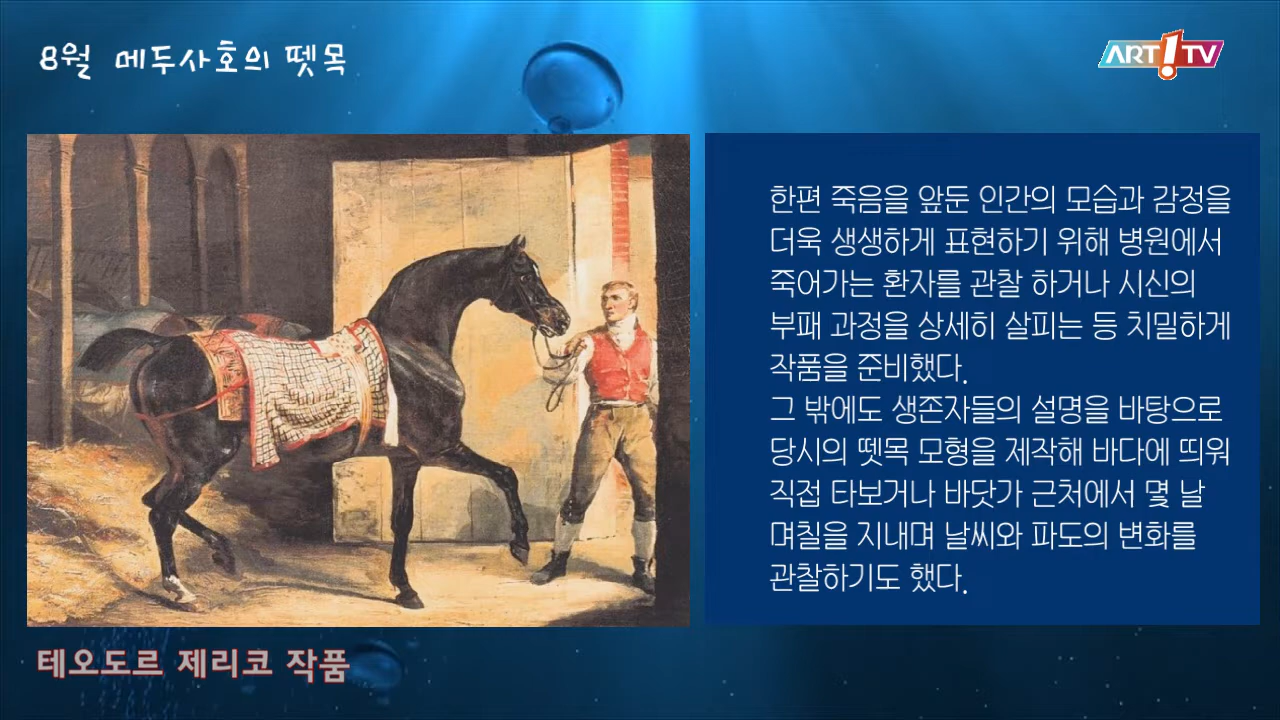 8월 메두사호의 뗏목
ART!TV
한편 죽음을 앞둔 인간의 모습과 감정을
더욱 생생하게 표현하기 위해 병원에서
죽어가는 환자를 관찰 하거나 시신의
부패 과정을 상세히 살피는 등 치밀하게
작품을 준비했다.
그 밖에도 생존자들의 설명을 바탕으로
당시의 뗏목 모형을 제작해 바다에 띄워
직접 타보거나 바닷가 근처에서 몇 날
며칠을 지내며 날씨와 파도의 변화를
관찰하기도 했다.
테오도르 제리코 작품